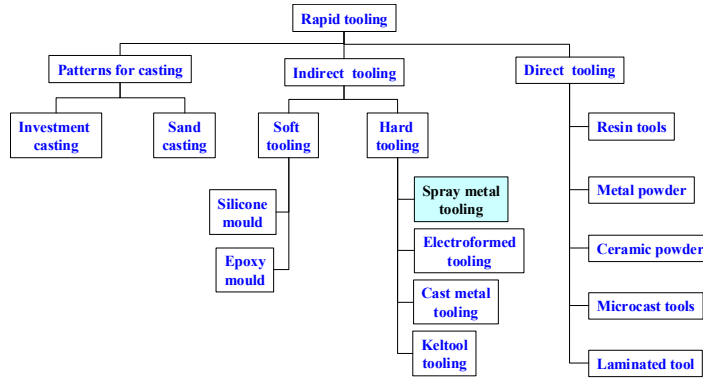 Rapid tooling
Patterns for casting
Indirect tooling
Direct tooling
Investment
casting
Sand
casting
Soft
tooling
Hard
tooling
Silicone
mould
Epoxy
mould
Spray metal
tooling
Electroformed
tooling
Cast metal
tooling
Keltool
tooling
Resin tools
Metal powder
Ceramic powder
Microcast tools
Laminated tool